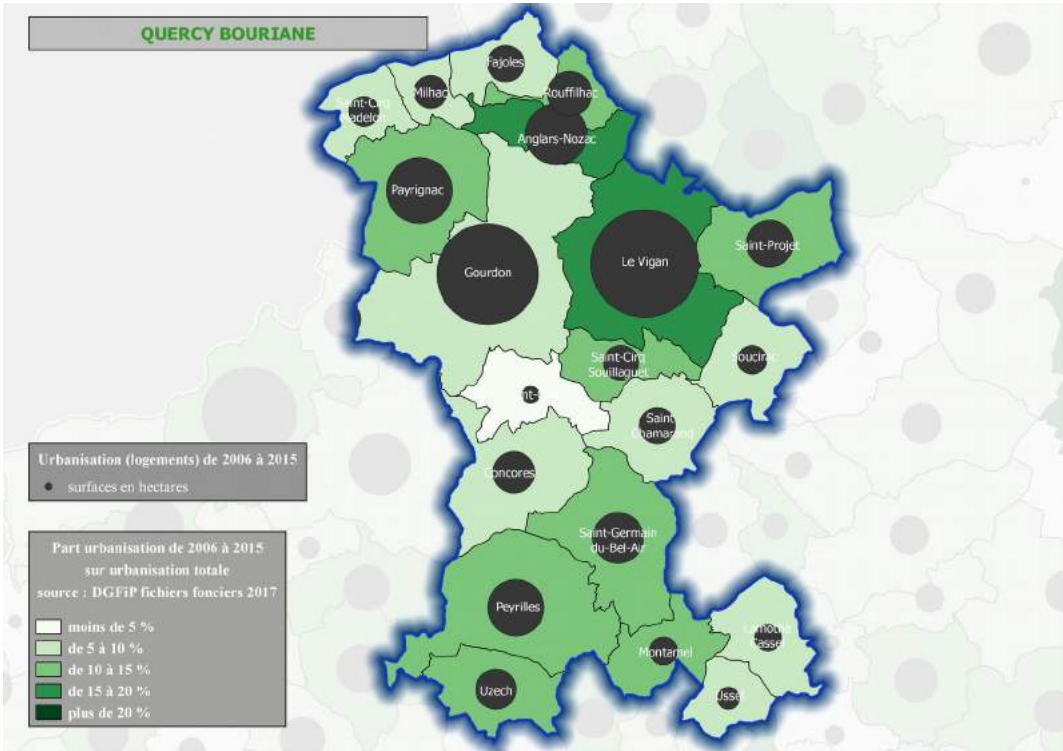 QUERCY BOURIANE
Fajoles
Milhac
Rouffilhac
Saint-Cirq
Madelon
Anglars-Nozac
Payrignac
Saint-Projet
Le Vigan
Gourdon
Saint-Cirq
Souillaguet
Soucirac
Saint
Chamarand
Concores
Saint-Germain
du-Bel-Air
Peyrilles
Lamothe
Cassel
Montamel
Uzech
Ussel
Urbanisation (logements) de 2006 à 2015
surfaces en hectares
Part urbanisation de 2006 à 2015
sur urbanisation totale
source : DGFiP fichiers fonciers 2017
moins de 5 %
de 5 à 10 %
de 10 à 15 %
de 15 à 20 %
plus de 20 %